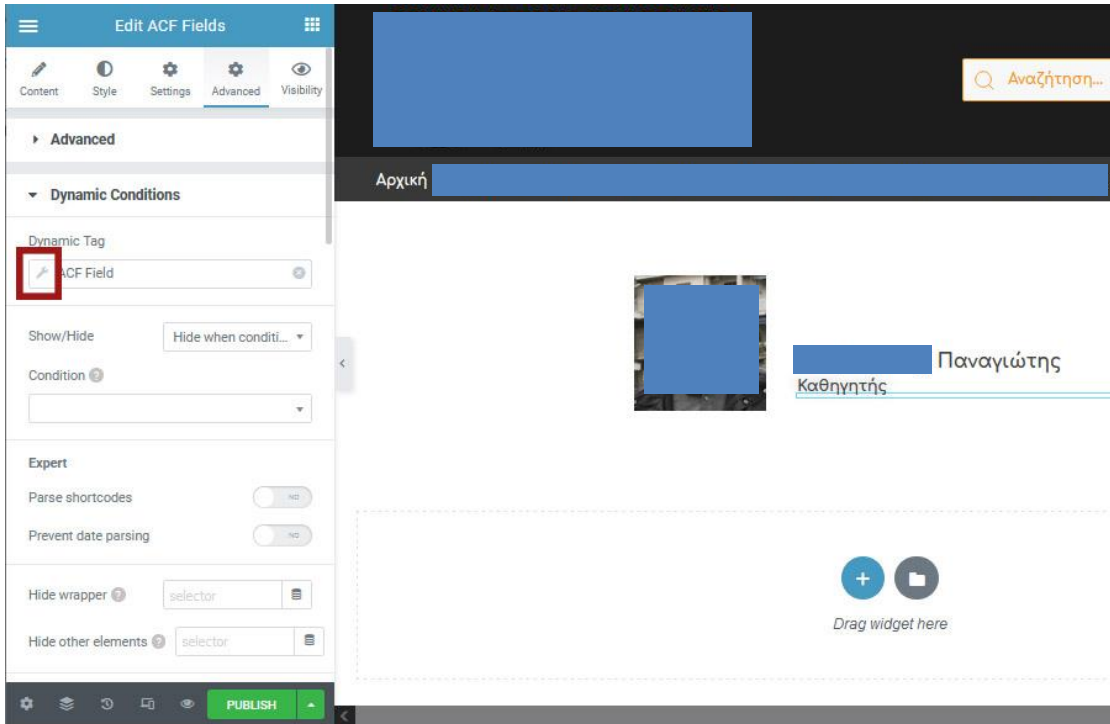 Edit ACF Fields
Content Style Settings Advanced Visibility
Advanced
Dynamic Conditions
Dynamic Tag
ACF Field
Show/Hide Hide when conditi...
Condition ?
Expert
Parse shortcodes NO
Prevent date parsing NO
Hide wrapper ? selector
Hide other elements ? selector
PUBLISH
Αναζήτηση...
Αρχική
Παναγιώτης
Καθηγητής
Drag widget here